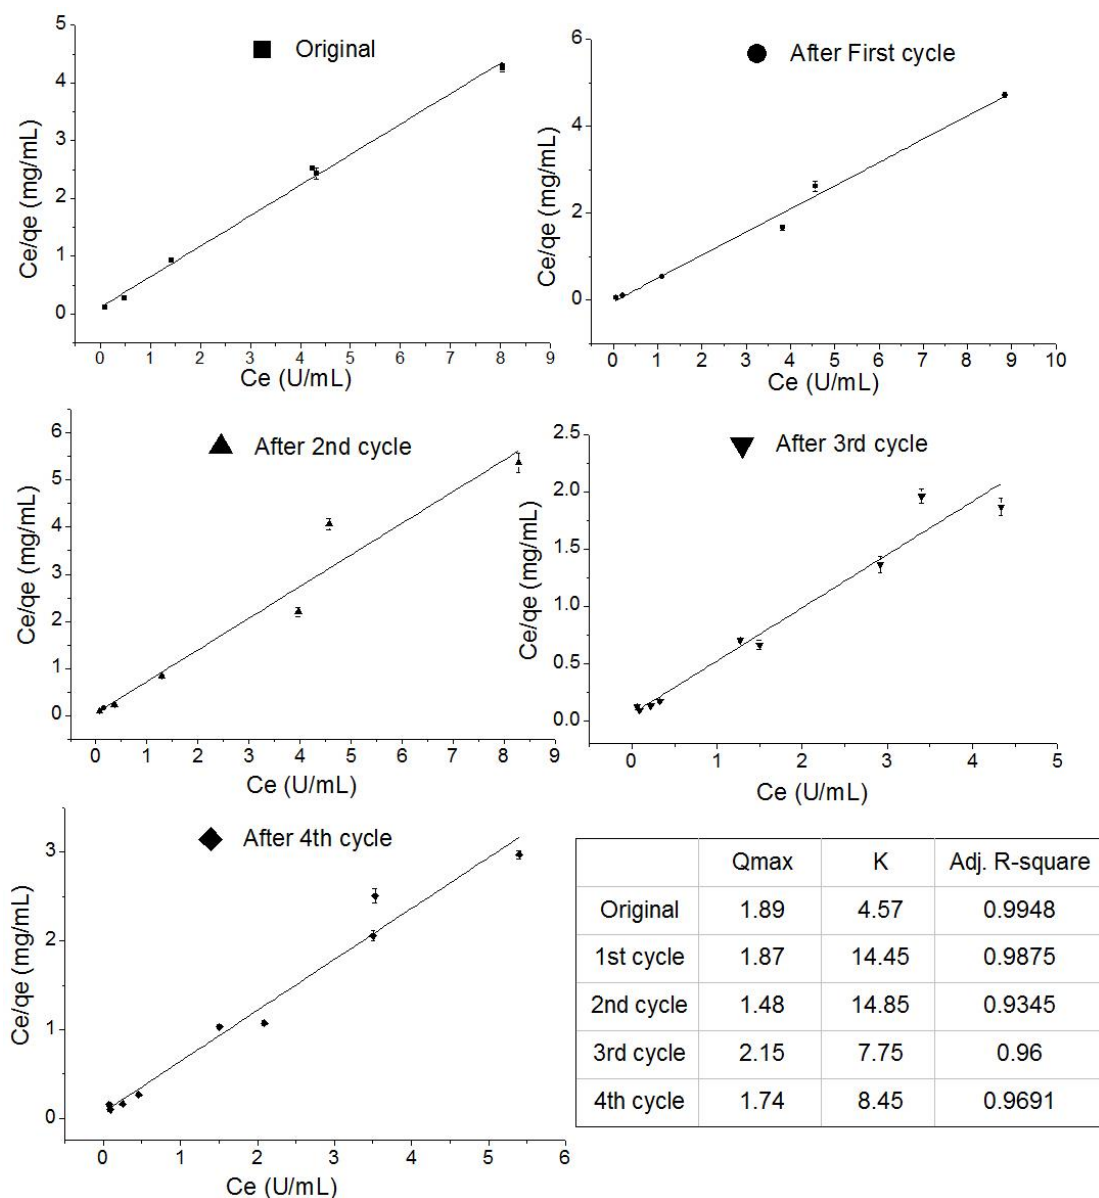 Original
Ce/qe (mg/mL)
5
4
3
2
1
0
0 1 2 3 4 5 6 7 8 9
Ce (U/mL)
After First cycle
Ce/qe (mg/mL)
6
4
2
0
0 1 2 3 4 5 6 7 8 9 10
Ce (U/mL)
After 2nd cycle
Ce/qe (mg/mL)
6
5
4
3
2
1
0
0 1 2 3 4 5 6 7 8 9
Ce (U/mL)
After 3rd cycle
Ce/qe (mg/mL)
2.5
2.0
1.5
1.0
0.5
0.0
0 1 2 3 4 5
Ce (U/mL)
After 4th cycle
Ce/qe (mg/mL)
3
2
1
0
0 1 2 3 4 5 6
Ce (U/mL)
Qmax K Adj. R-square
Original 1.89 4.57 0.9948
1st cycle 1.87 14.45 0.9875
2nd cycle 1.48 14.85 0.9345
3rd cycle 2.15 7.75 0.96
4th cycle 1.74 8.45 0.9691